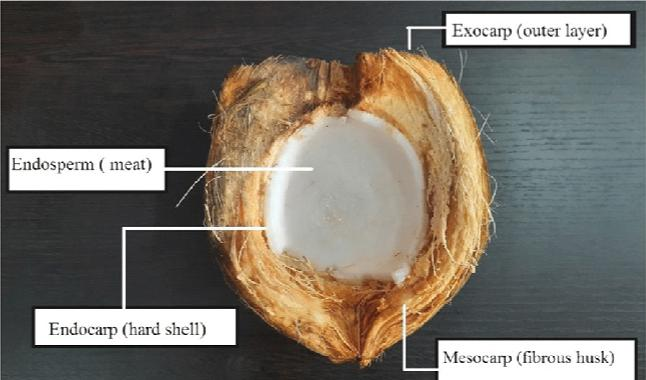 Exocarp (outer layer)
Endosperm ( meat)
Endocarp (hard shell)
Mesocarp (fibrous husk)